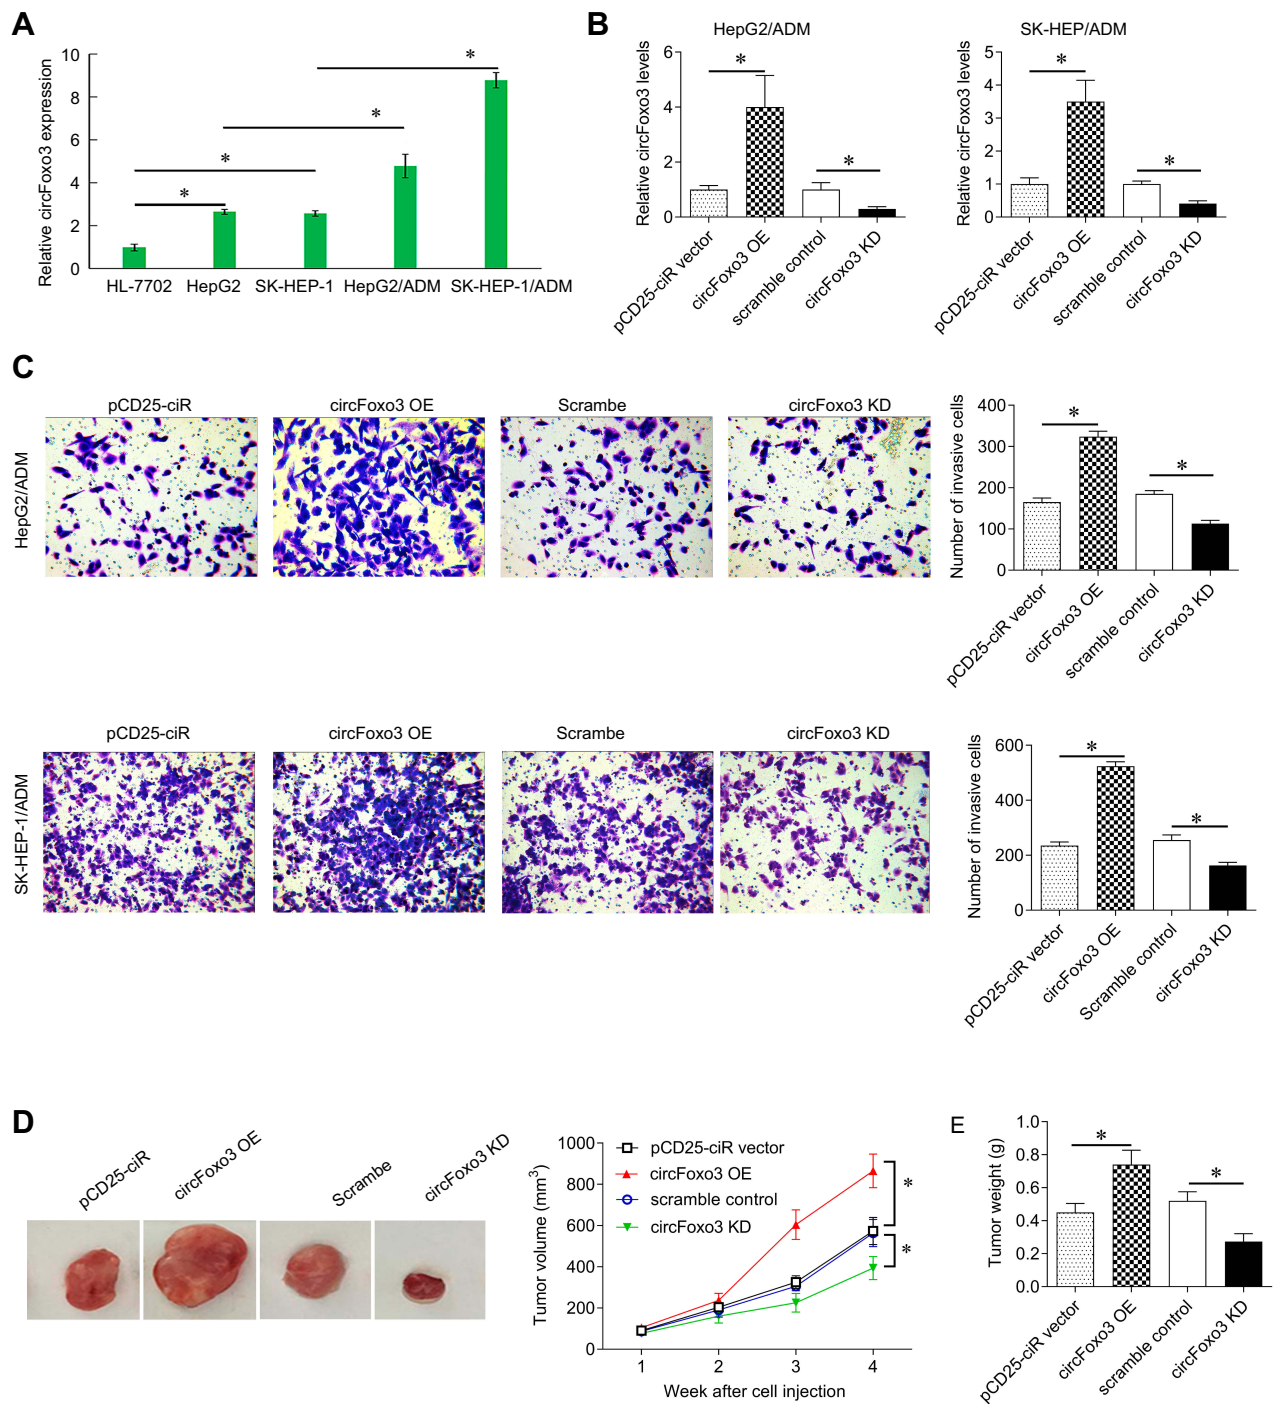 A
Relative circFoxo3 expression
10
8
6
4
2
0
* * * *
HL-7702 HepG2 SK-HEP-1 HepG2/ADM SK-HEP-1/ADM
B
HepG2/ADM
Relative circFoxo3 levels
6
4
2
0
* *
pCD25-ciR vector
circFoxo3 OE
scramble control
circFoxo3 KD
SK-HEP/ADM
Relative circFoxo3 levels
5
4
3
2
1
0
* *
pCD25-ciR vector
circFoxo3 OE
scramble control
circFoxo3 KD
C
pCD25-ciR circFoxo3 OE Scrambe circFoxo3 KD
HepG2/ADM
Number of invasive cells
400
300
200
100
0
* *
pCD25-ciR vector
circFoxo3 OE
scramble control
circFoxo3 KD
pCD25-ciR circFoxo3 OE Scrambe circFoxo3 KD
SK-HEP-1/ADM
Number of invasive cells
600
400
200
0
* *
pCD25-ciR vector
circFoxo3 OE
Scramble control
circFoxo3 KD
D
pCD25-ciR
circFoxo3 OE
Scrambe
circFoxo3 KD
Tumor volume (mm³)
1000
800
600
400
200
0
pCD25-ciR vector
circFoxo3 OE
scramble control
circFoxo3 KD
* *
1 2 3 4
Week after cell injection
E
Tumor weight (g)
1.0
0.8
0.6
0.4
0.2
0.0
* *
pCD25-ciR vector
circFoxo3 OE
scramble control
circFoxo3 KD